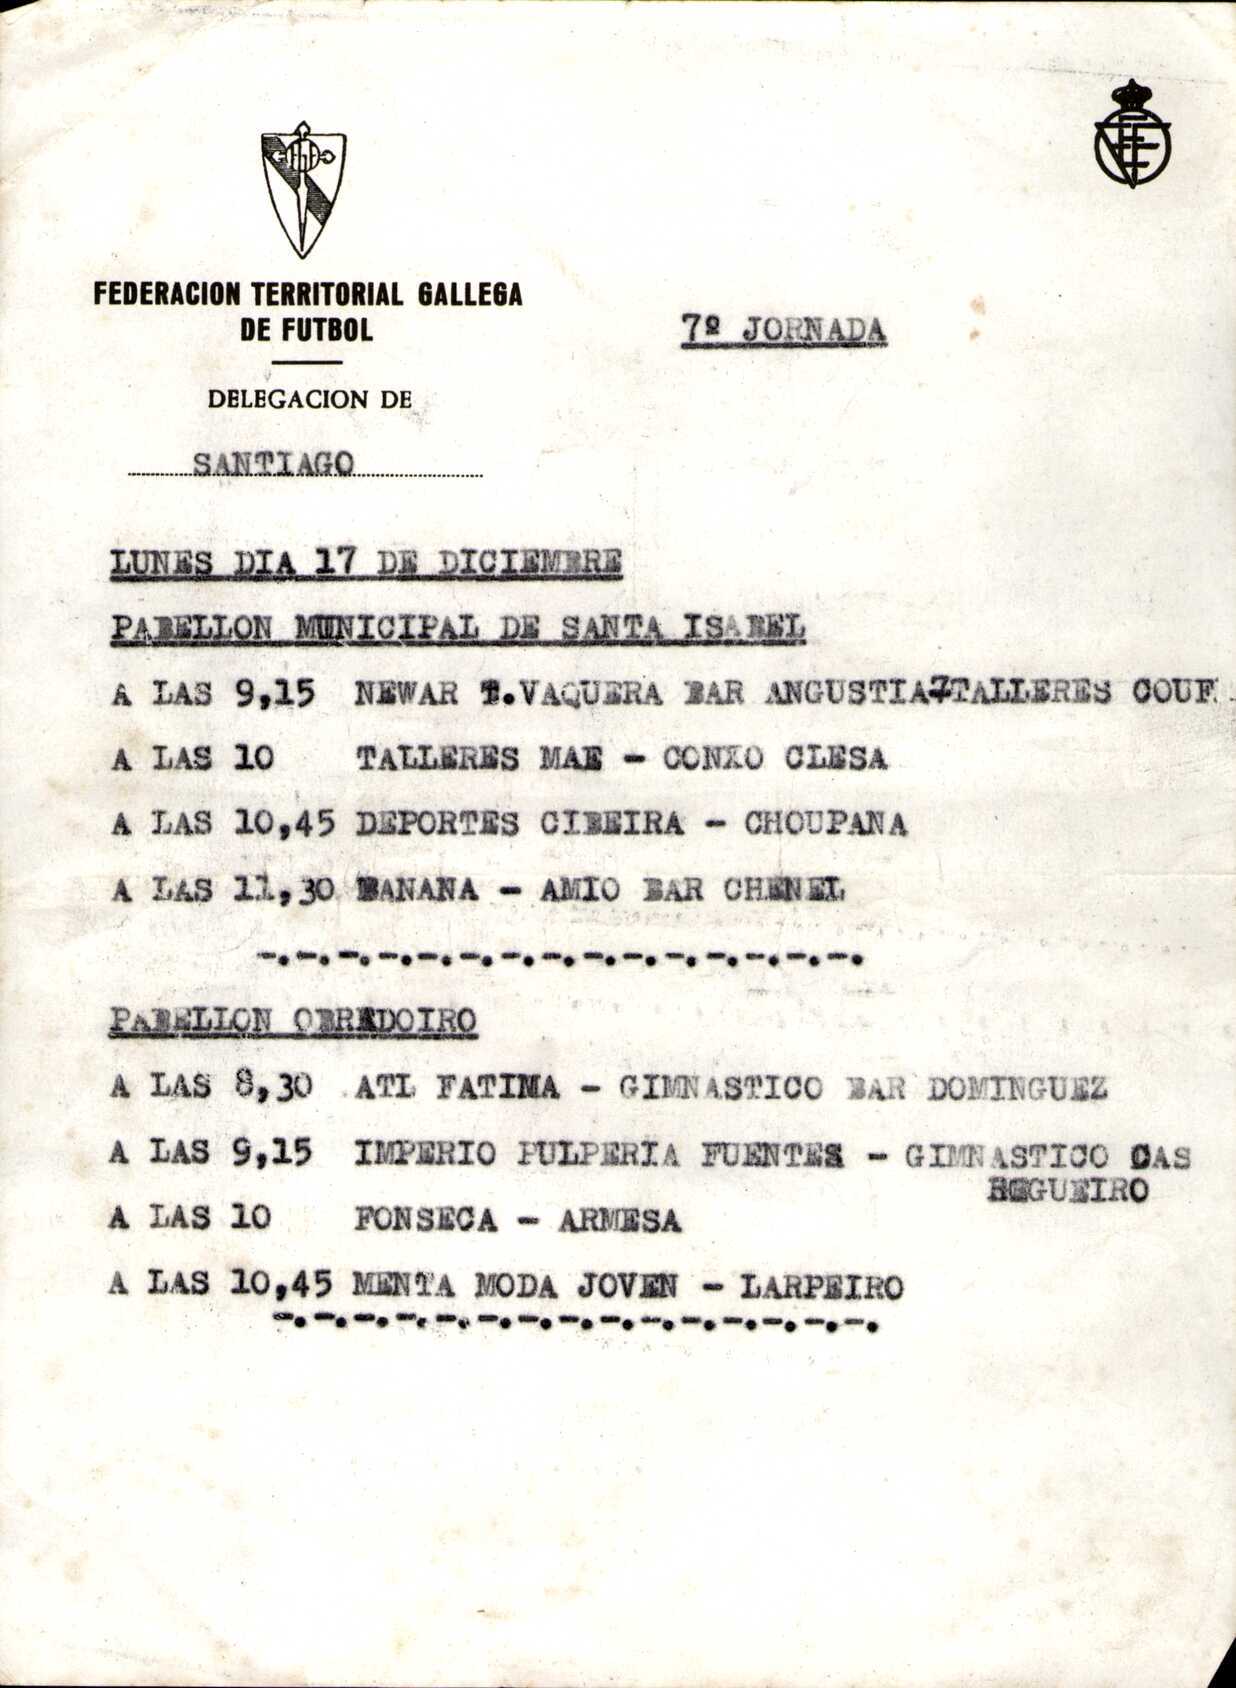 FEDERACION TERRITORIAL GALLEGA
DE FUTBOL
7º JORNADA
DELEGACION DE
SANTIAGO
LUNES DIA 17 DE DICIEMBRE
PABELLON MUNICIPAL DE SANTA ISABEL
A LAS 9,15 NEWAR T.VAQUERA BAR ANGUSTIA-TALLERES
A LAS 10 TALLERES MAE - CONXO CLESA
A LAS 10,45 DEPORTES CIBEIRA - CHOUPANA
A LAS 11,30 BANANA - AMIO BAR CHENEL
-.-.-.-.-.-.-.-.-.-.-.-.-.-.-.
PABELLON OBRADOIRO
A LAS 8,30 ATL FATIMA - GIMNASTICO BAR DOMINGUEZ
A LAS 9,15 IMPERIO PULPERIA FUENTES - GIMNASTICO CAS
REGUEIRO
A LAS 10 FONSECA - ARMESA
A LAS 10,45 MENTA MODA JOVEN - LARPEIRO
-.-.-.-.-.-.-.-.-.-.-.-.-.-.-.